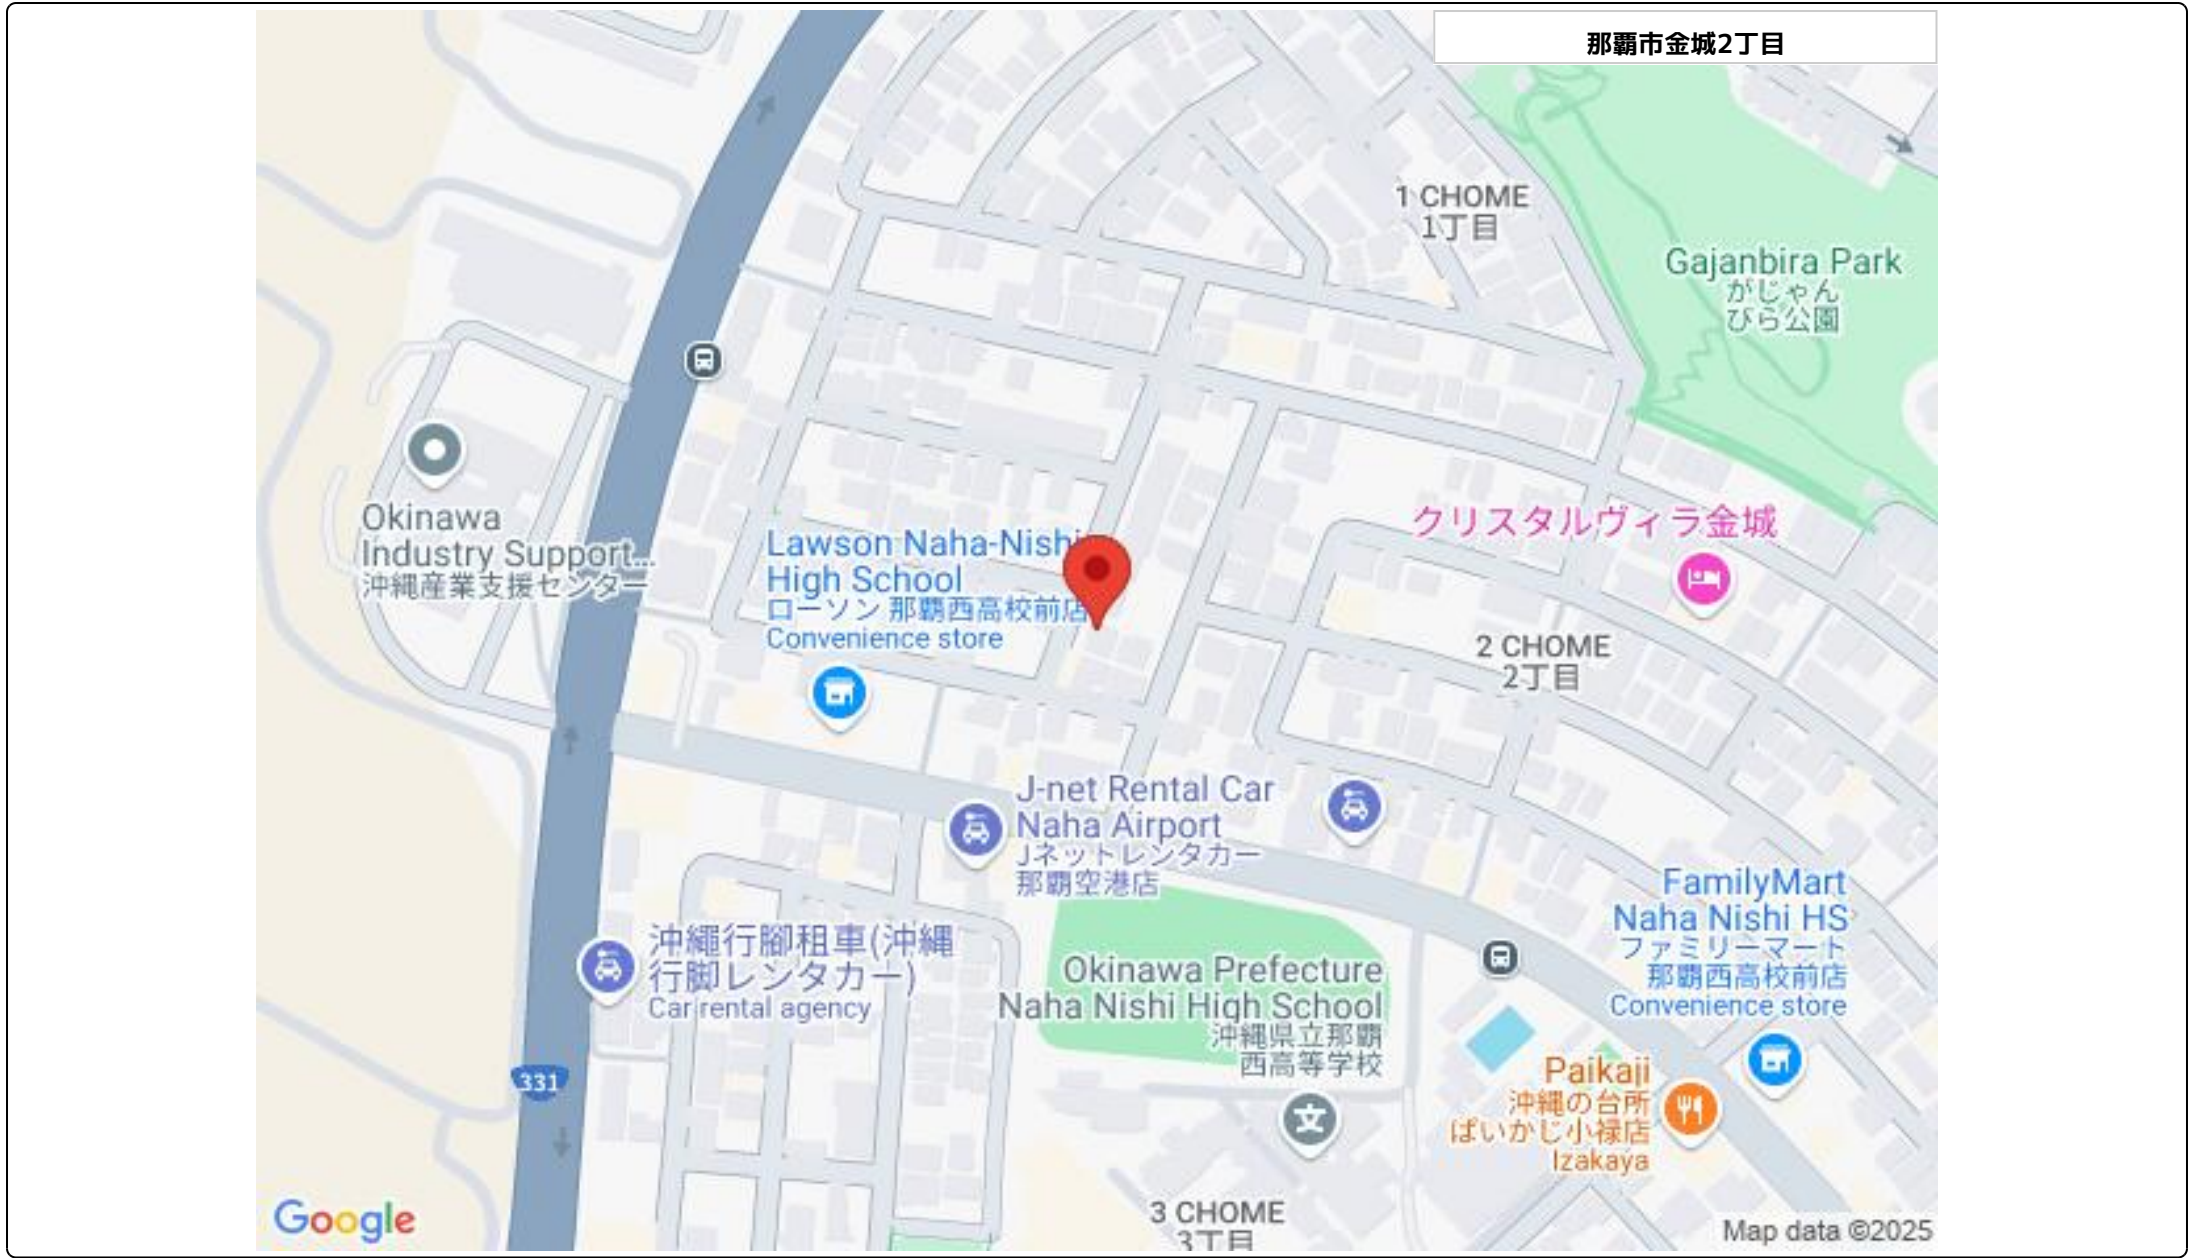 那覇市金城2丁目
1 CHOME
1丁目
Gajanbira Park
がじゃん
びら公園
Okinawa
Industry Support...
沖縄産業支援センター
Lawson Naha-Nishi
High School
ローソン 那覇西高校前店
Convenience store
クリスタルヴィラ金城
2 CHOME
2丁目
J-net Rental Car
Naha Airport
Jネットレンタカー
那覇空港店
沖繩行腳租車(沖縄
行脚レンタカー)
Car rental agency
Okinawa Prefecture
Naha Nishi High School
沖縄県立那覇
西高等学校
文
FamilyMart
Naha Nishi HS
ファミリーマート
那覇西高校前店
Convenience store
Paikaji
沖縄の台所
ぱいかじ小禄店
Izakaya
331
3 CHOME
3丁目
Google
Map data ©2025